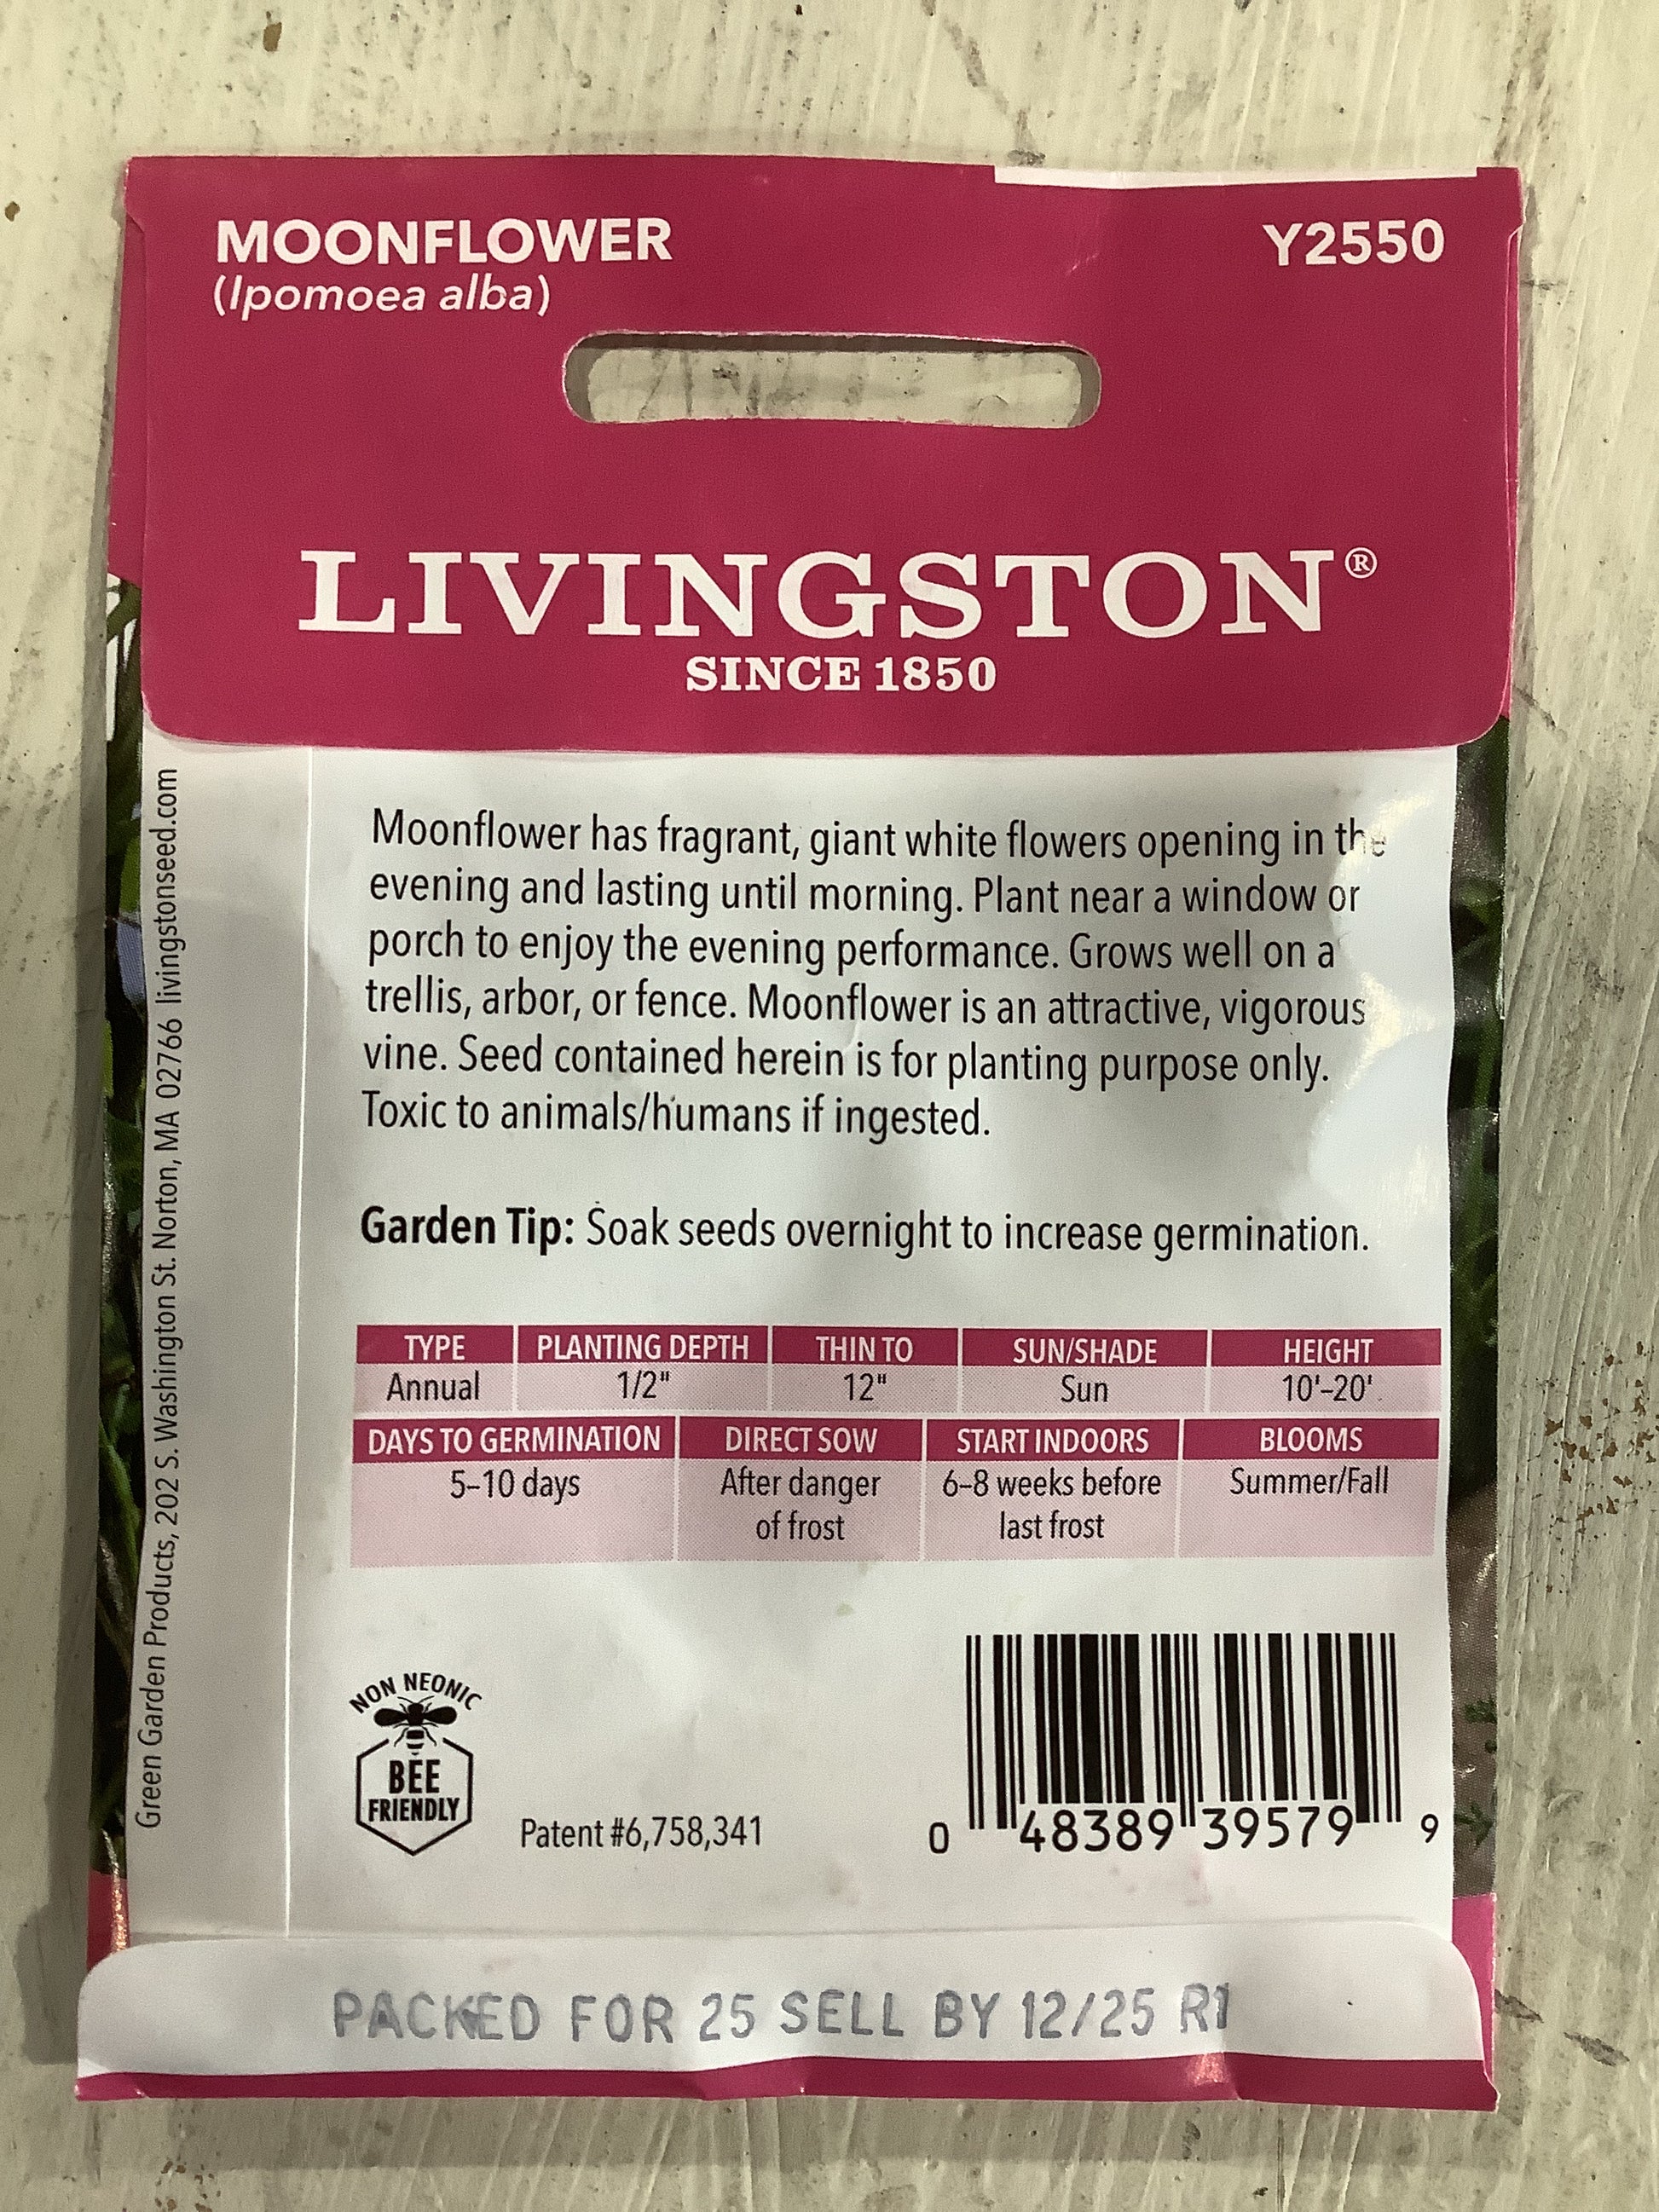 MOONFLOWER
(Ipomoea alba)
Y2550
LIVINGSTON®
SINCE 1850
Moonflower has fragrant, giant white flowers opening in the
evening and lasting until morning. Plant near a window or
porch to enjoy the evening performance. Grows well on a
trellis, arbor, or fence. Moonflower is an attractive, vigorous
vine. Seed contained herein is for planting purpose only.
Toxic to animals/humans if ingested.
Garden Tip: Soak seeds overnight to increase germination.
TYPE PLANTING DEPTH THIN TO SUN/SHADE HEIGHT
Annual 1/2" 12" Sun 10'–20'
DAYS TO GERMINATION DIRECT SOW START INDOORS BLOOMS
5–10 days After danger 6–8 weeks before Summer/Fall
of frost last frost
NON NEONIC
BEE
FRIENDLY
Patent #6,758,341
0 48389 39579 9
PACKED FOR 25 SELL BY 12/25 R1
Green Garden Products, 202 S. Washington St. Norton, MA 02766 livingstonseed.com